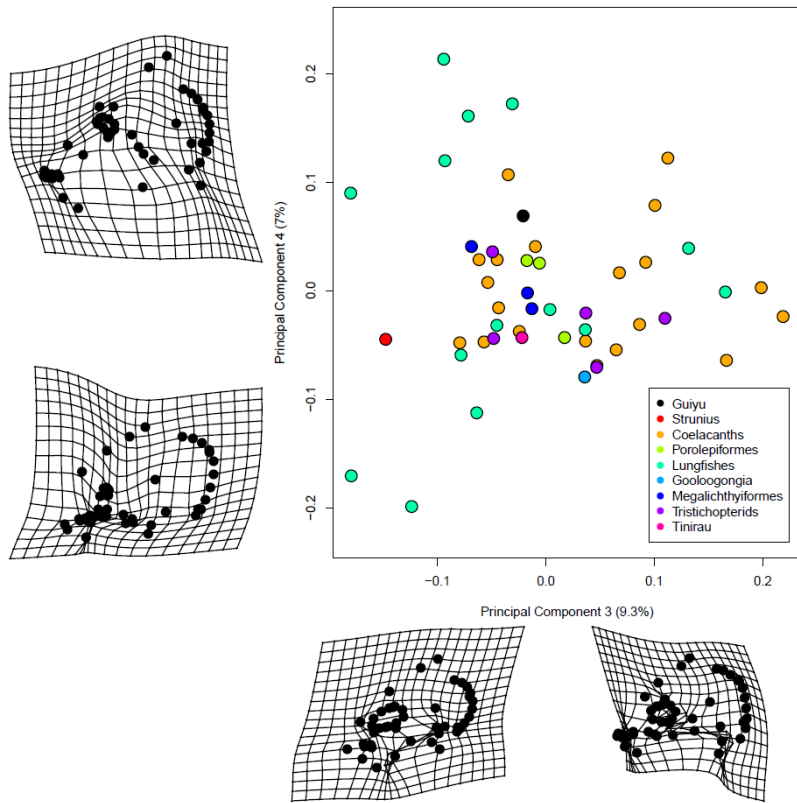 0.2
0.1
0.0
−0.1
−0.2
Principal Component 4 (7%)
Guiyu
Strunius
Coelacanths
Porolepiformes
Lungfishes
Gooloogongia
Megalichthyiformes
Tristichopterids
Tinirau
−0.1
0.0
0.1
0.2
Principal Component 3 (9.3%)